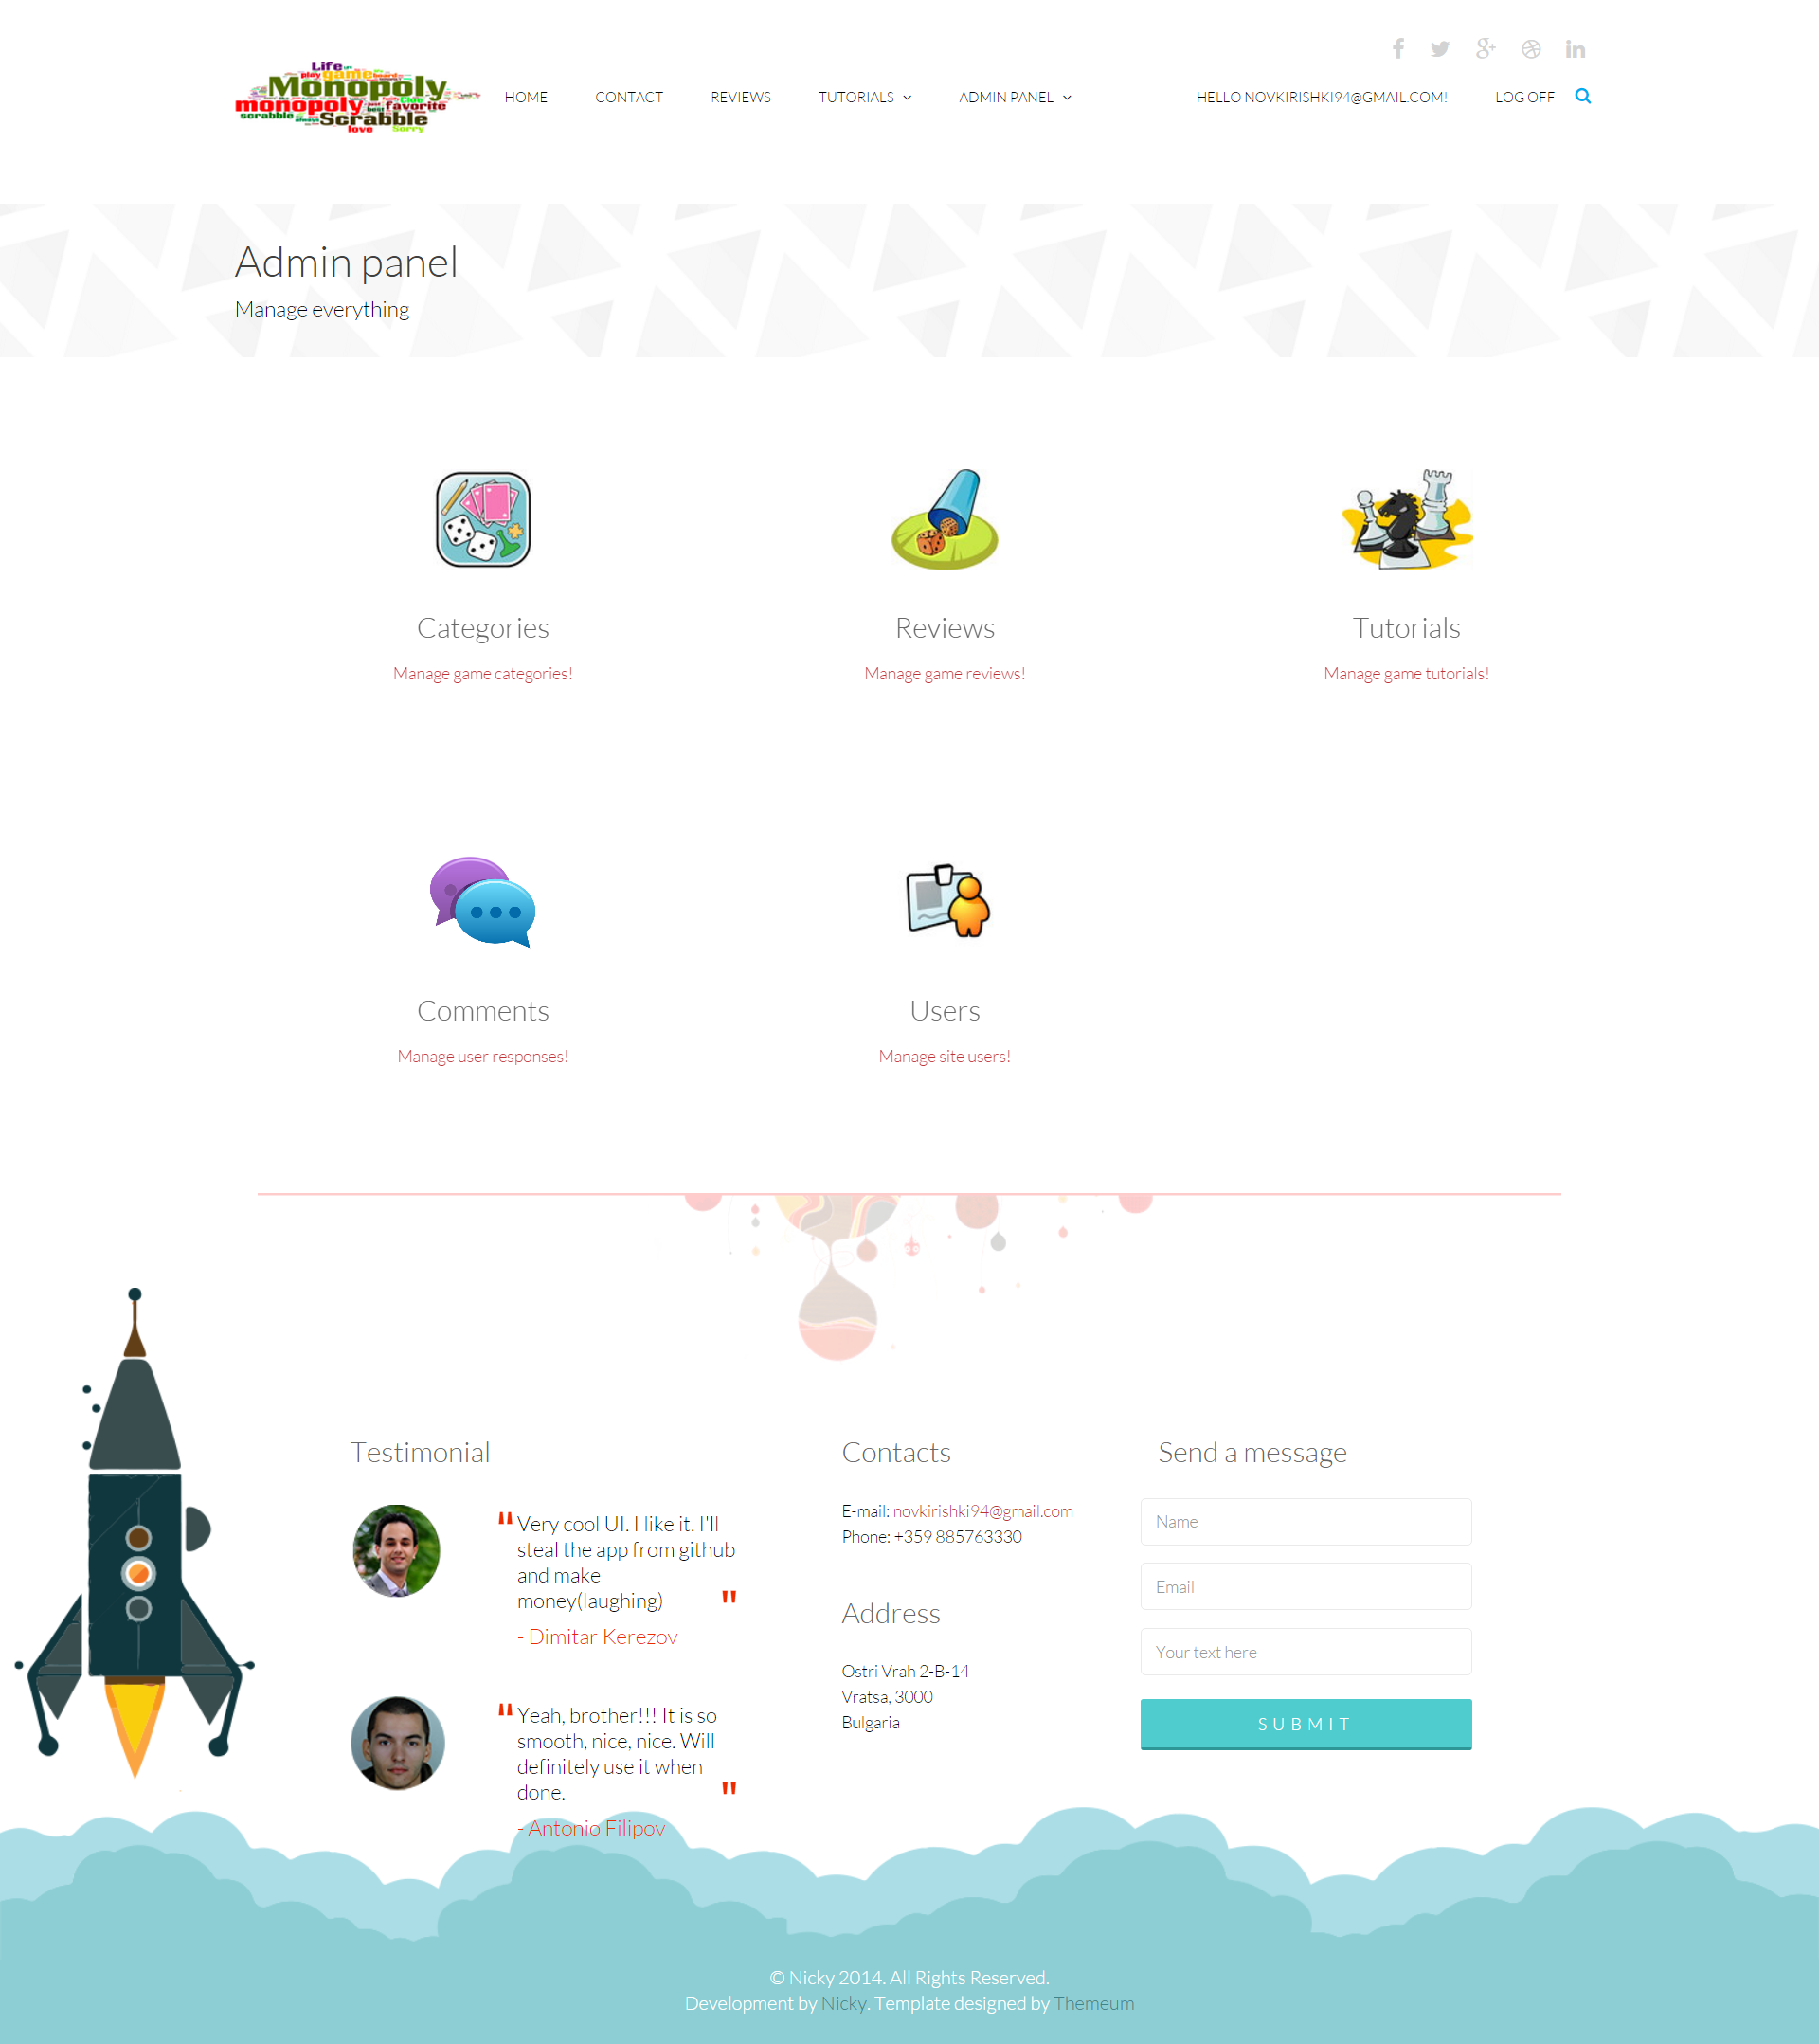 Life
play game board
Monopoly
monopoly favorite
scrabble Scrabble
always love Sorry
HOME CONTACT REVIEWS TUTORIALS ADMIN PANEL HELLO NOVKIRISHKI94@GMAIL.COM! LOG OFF
Admin panel
Manage everything
Categories Reviews Tutorials
Manage game categories! Manage game reviews! Manage game tutorials!
Comments Users
Manage user responses! Manage site users!
Testimonial
" Very cool UI. I like it. I'll
steal the app from github
and make
money(laughing) "
- Dimitar Kerezov
" Yeah, brother!!! It is so
smooth, nice, nice. Will
definitely use it when
done. "
- Antonio Filipov
Contacts
E-mail: novkirishki94@gmail.com
Phone: +359 885763330
Address
Ostri Vrah 2-B-14
Vratsa, 3000
Bulgaria
Send a message
Name
Email
Your text here
SUBMIT
© Nicky 2014. All Rights Reserved.
Development by Nicky. Template designed by Themeum